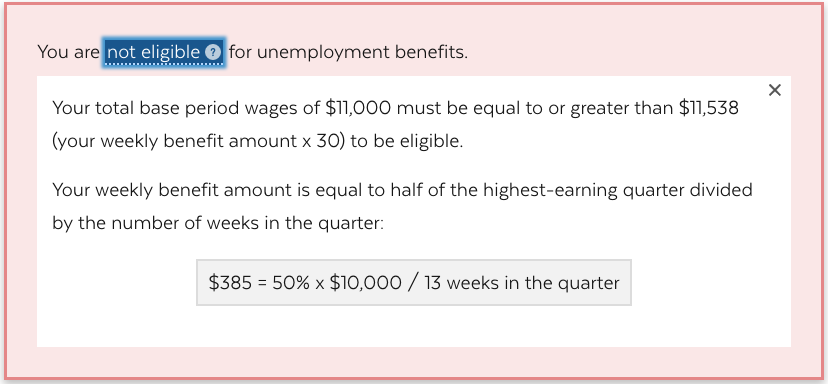 You are not eligible ? for unemployment benefits.
×
Your total base period wages of $11,000 must be equal to or greater than $11,538
(your weekly benefit amount x 30) to be eligible.
Your weekly benefit amount is equal to half of the highest-earning quarter divided
by the number of weeks in the quarter:
$385 = 50% x $10,000 / 13 weeks in the quarter